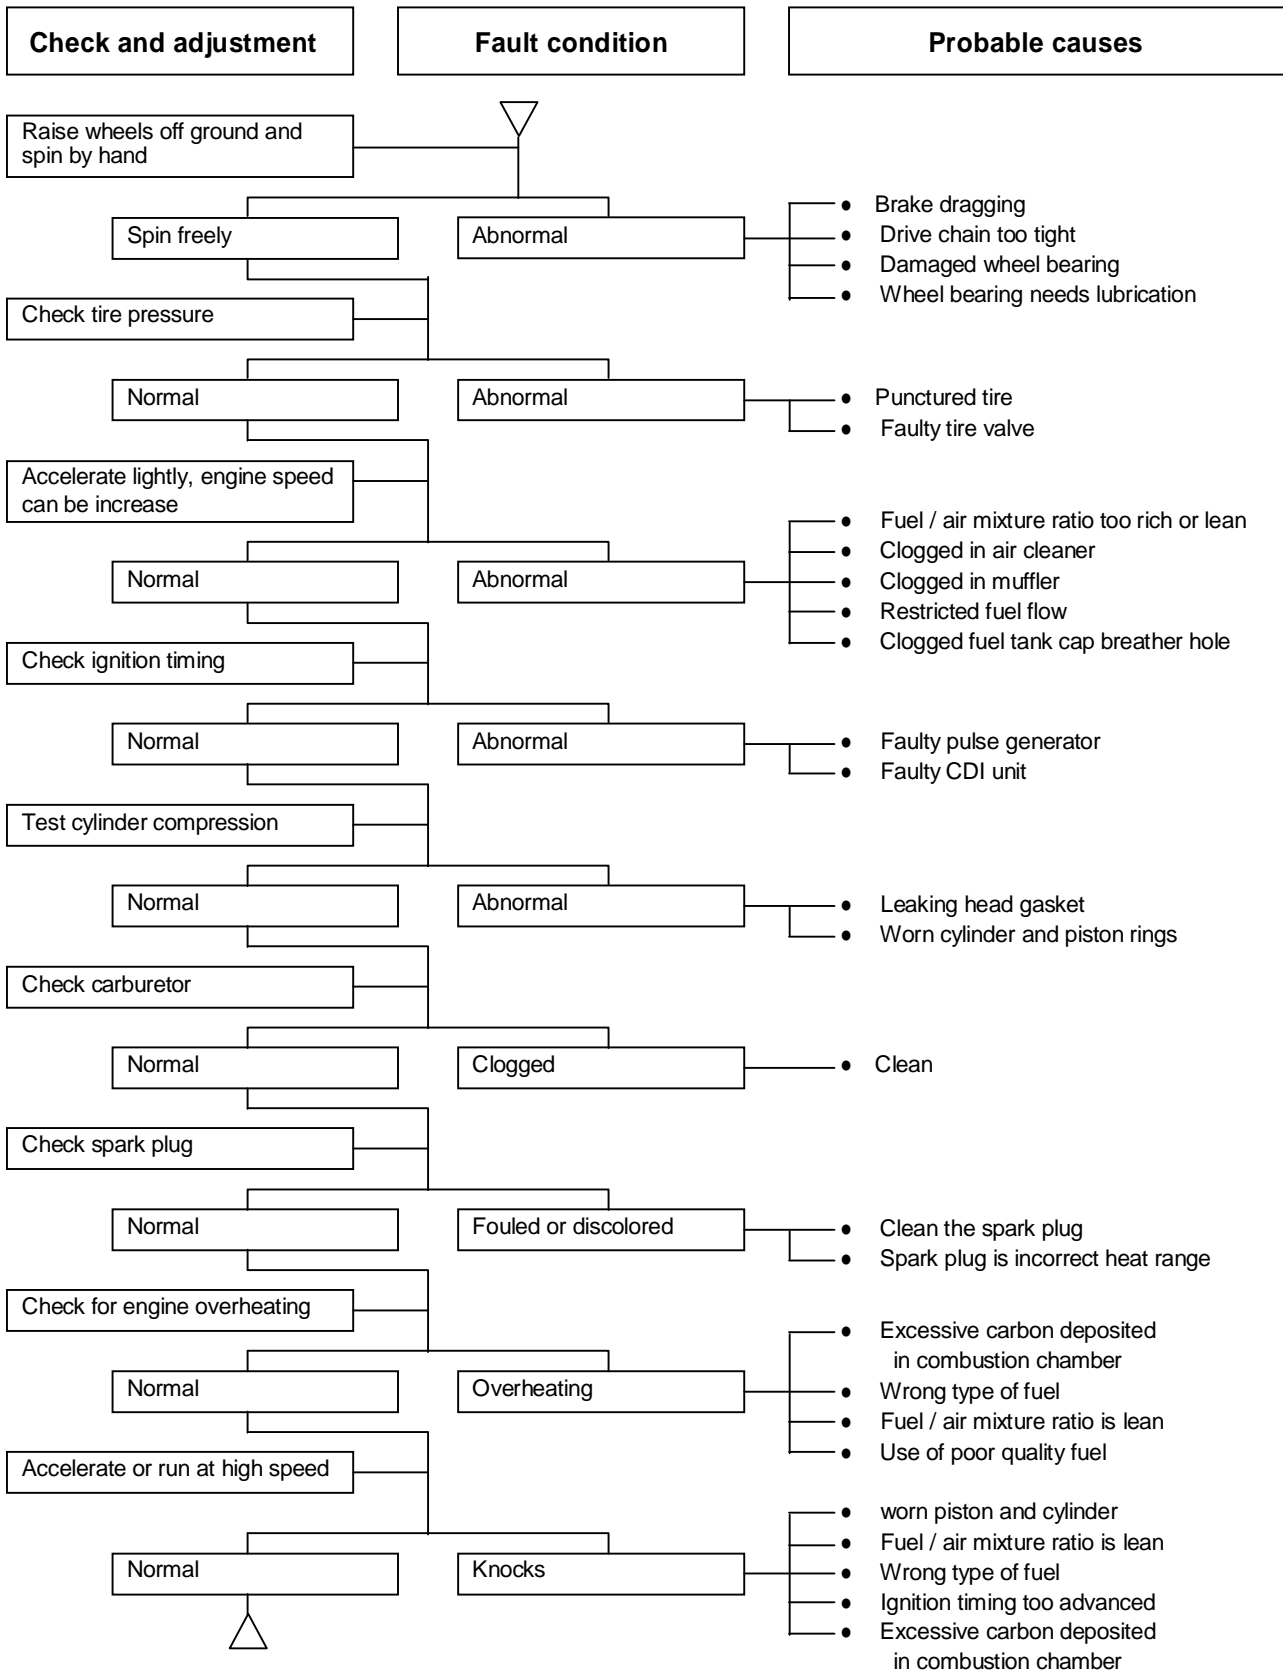 Check and adjustment
Fault condition
Probable causes
Raise wheels off ground and
spin by hand
Spin freely
Abnormal
● Brake dragging
● Drive chain too tight
● Damaged wheel bearing
● Wheel bearing needs lubrication
Check tire pressure
Normal
Abnormal
● Punctured tire
● Faulty tire valve
Accelerate lightly, engine speed
can be increase
Normal
Abnormal
● Fuel / air mixture ratio too rich or lean
● Clogged in air cleaner
● Clogged in muffler
● Restricted fuel flow
● Clogged fuel tank cap breather hole
Check ignition timing
Normal
Abnormal
● Faulty pulse generator
● Faulty CDI unit
Test cylinder compression
Normal
Abnormal
● Leaking head gasket
● Worn cylinder and piston rings
Check carburetor
Normal
Clogged
● Clean
Check spark plug
Normal
Fouled or discolored
● Clean the spark plug
● Spark plug is incorrect heat range
Check for engine overheating
Normal
Overheating
● Excessive carbon deposited
in combustion chamber
● Wrong type of fuel
● Fuel / air mixture ratio is lean
● Use of poor quality fuel
Accelerate or run at high speed
Normal
Knocks
● worn piston and cylinder
● Fuel / air mixture ratio is lean
● Wrong type of fuel
● Ignition timing too advanced
● Excessive carbon deposited
in combustion chamber